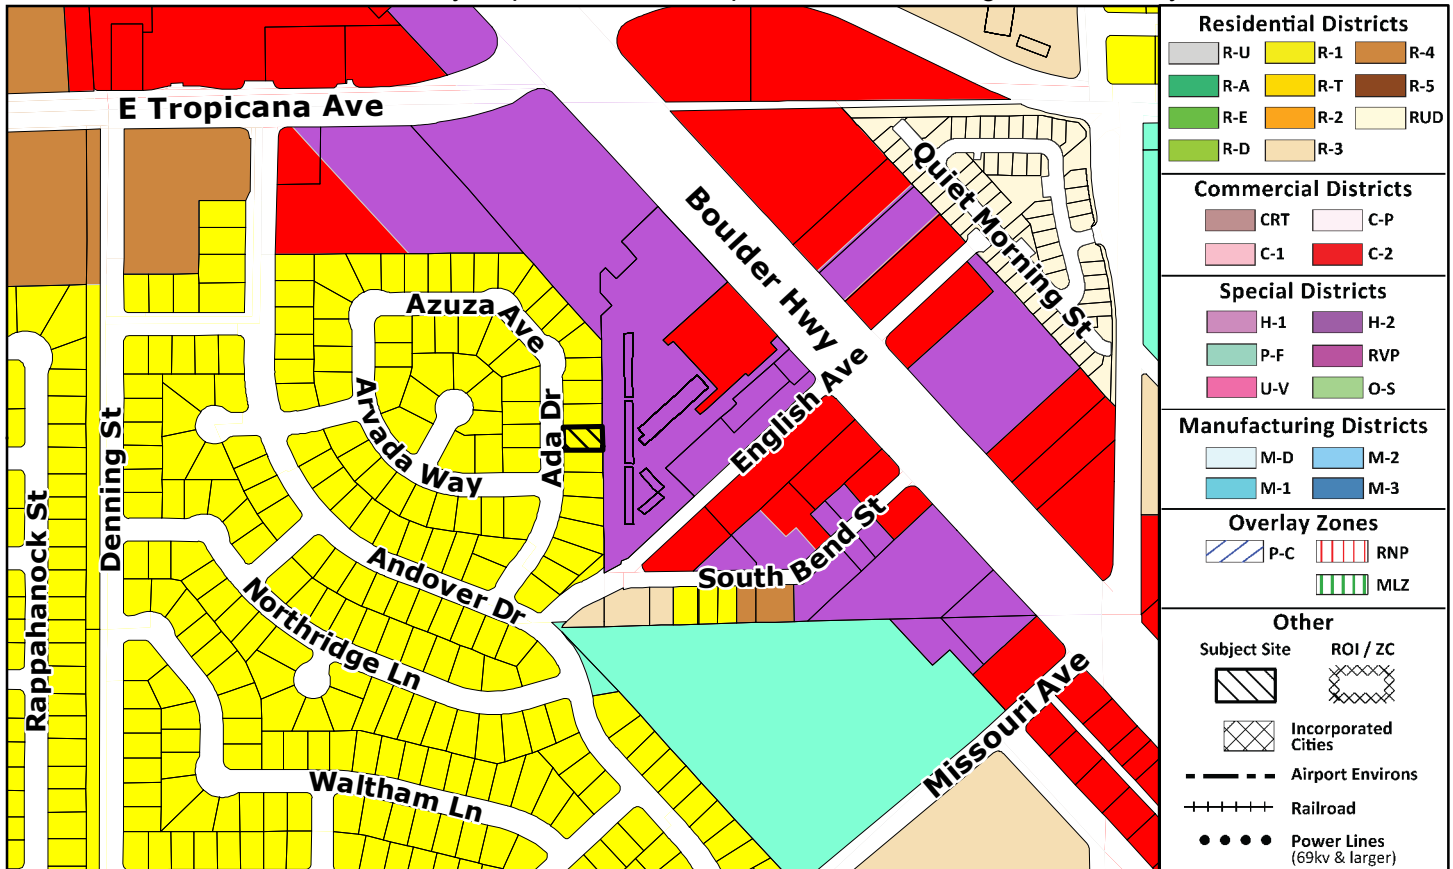 E Tropicana Ave
Quiet Morning St
Boulder Hwy
Azuza Ave
English Ave
Arvada Way
Ada Dr
Denning St
Rappahanock St
South Bend St
Andover Dr
Northridge Ln
Missouri Ave
Waltham Ln
Residential Districts
R-U R-1 R-4
R-A R-T R-5
R-E R-2 RUD
R-D R-3
Commercial Districts
CRT C-P
C-1 C-2
Special Districts
H-1 H-2
P-F RVP
U-V O-S
Manufacturing Districts
M-D M-2
M-1 M-3
Overlay Zones
P-C RNP
MLZ
Other
Subject Site ROI / ZC
Incorporated
Cities
Airport Environs
Railroad
Power Lines
(69kv & larger)